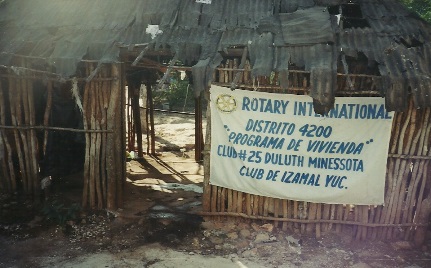 ROTARY INTERNATIONAL
DISTRITO 4200
"PROGRAMA DE VIVIENDA"
CLUB #25 DULUTH MINESSOTA
CLUB DE IZAMAL YUC.